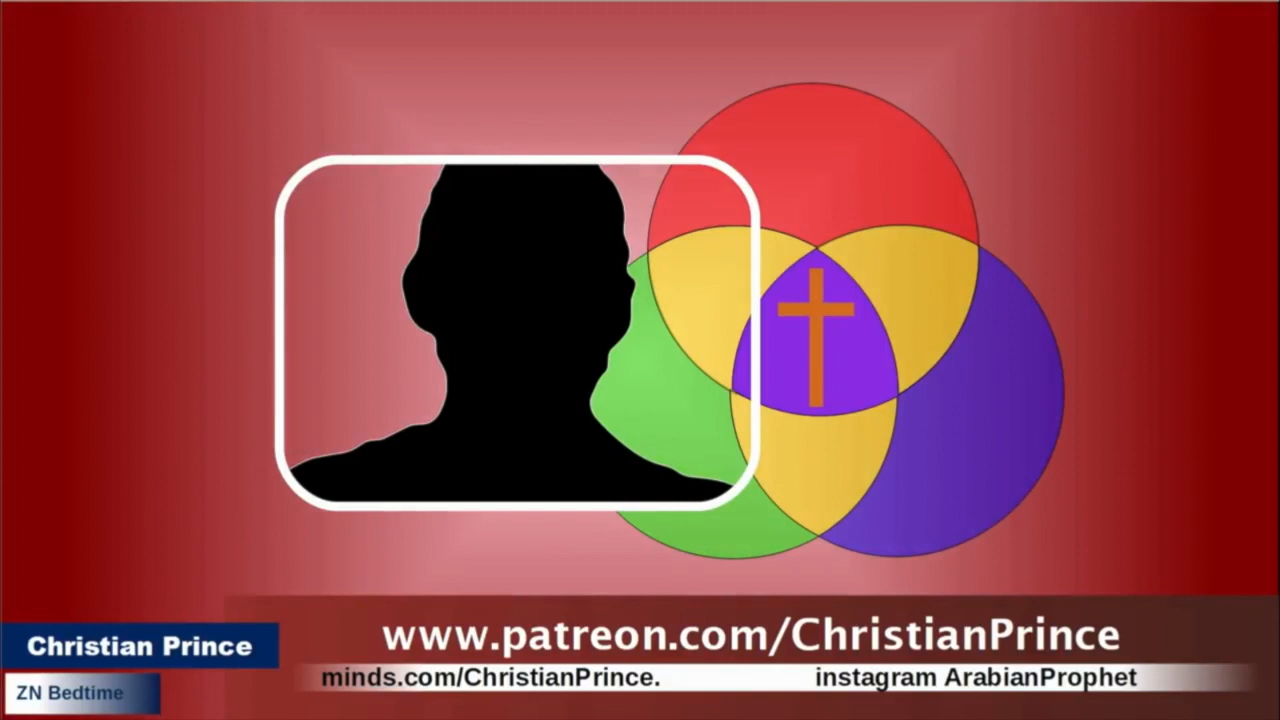 www.patreon.com/ChristianPrince
Christian Prince
minds.com/ChristianPrince. instagram ArabianProphet
ZN Bedtime